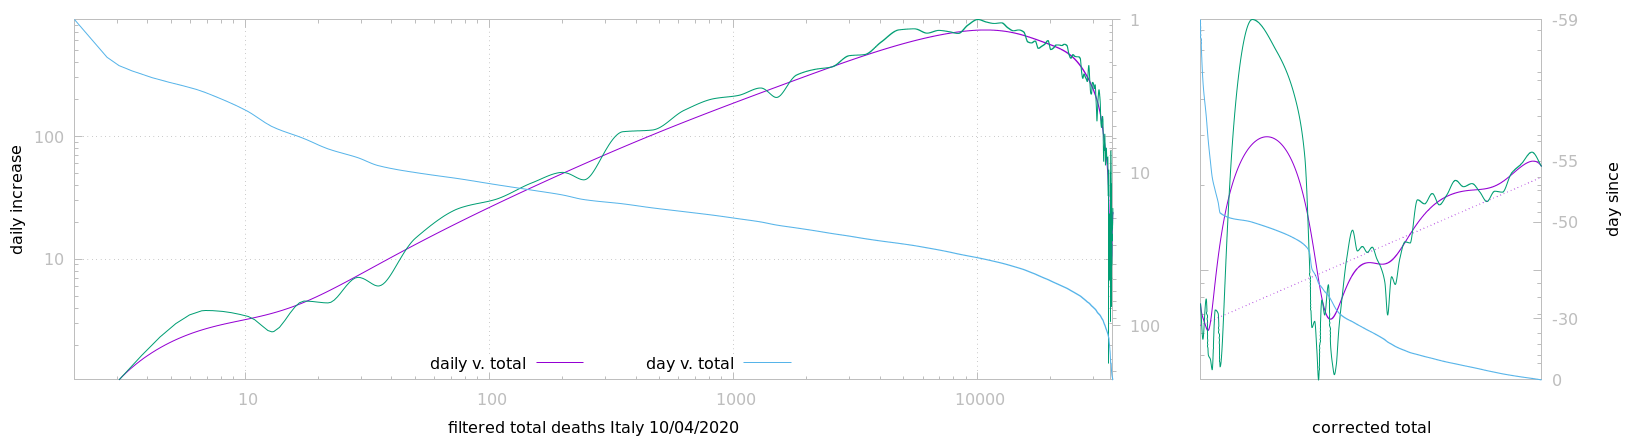 daily increase
100
10
10
100
1000
10000
daily v. total
day v. total
filtered total deaths Italy 10/04/2020
1
10
100
-59
-55
-50
-30
0
day since
corrected total